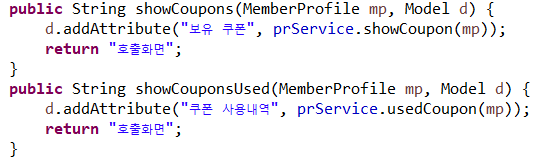 public String showCoupons(MemberProfile mp, Model d) {
    d.addAttribute("보유 쿠폰", prService.showCoupon(mp));
    return "호출화면";
}
public String showCouponsUsed(MemberProfile mp, Model d) {
    d.addAttribute("쿠폰 사용내역", prService.usedCoupon(mp));
    return "호출화면";
}